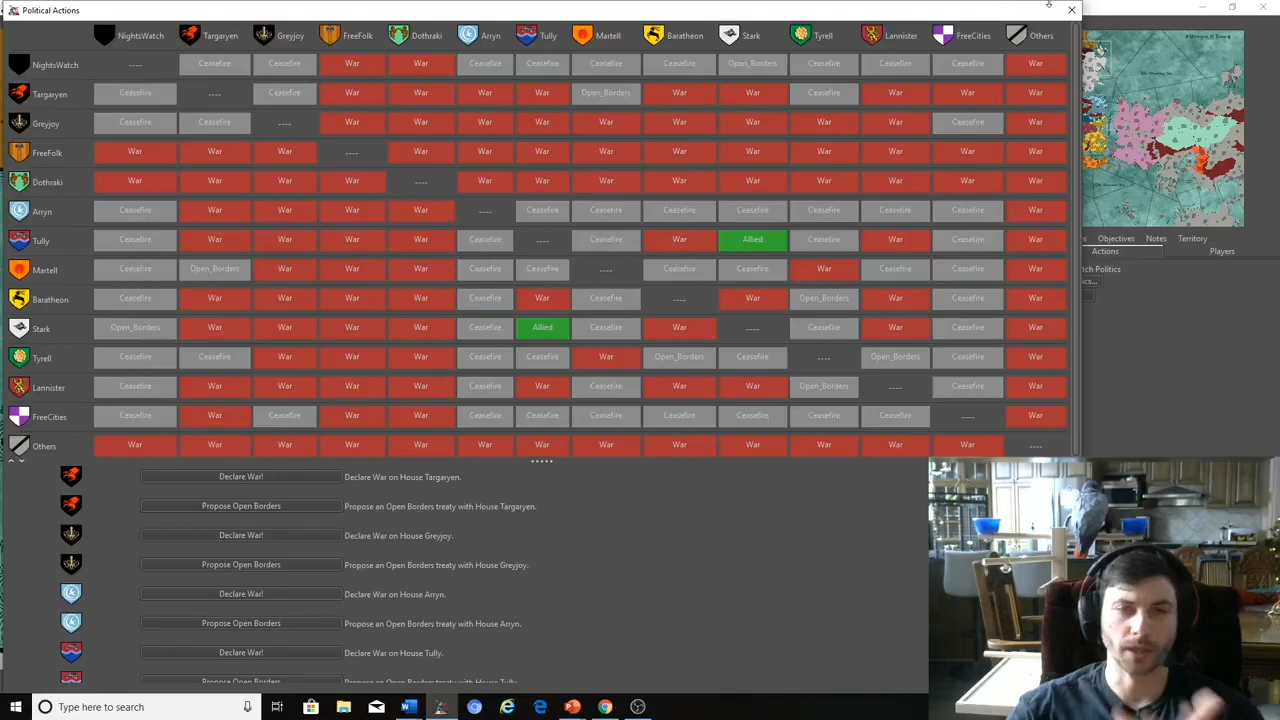 Political Actions
NightsWatch Targaryen Greyjoy FreeFolk Dothraki Arryn Tully Martell Baratheon Stark Tyrell Lannister FreeCities Others
NightsWatch ---- Ceasefire Ceasefire War War Ceasefire Ceasefire Ceasefire Ceasefire Open_Borders Ceasefire Ceasefire Ceasefire War
Targaryen Ceasefire ---- Ceasefire War War War War Open_Borders War War Ceasefire War War War
Greyjoy Ceasefire Ceasefire ---- War War War War War War War War War Ceasefire War
FreeFolk War War War ---- War War War War War War War War War War
Dothraki War War War War ---- War War War War War War War War War
Arryn Ceasefire War War War War ---- Ceasefire Ceasefire Ceasefire Ceasefire Ceasefire Ceasefire Ceasefire War
Tully Ceasefire War War War War Ceasefire ---- Ceasefire War Allied Ceasefire War Ceasefire War
Martell Ceasefire Open_Borders War War War Ceasefire Ceasefire ---- Ceasefire Ceasefire War Ceasefire Ceasefire War
Baratheon Ceasefire War War War War Ceasefire War Ceasefire ---- War Open_Borders War Ceasefire War
Stark Open_Borders War War War War Ceasefire Allied Ceasefire War ---- Ceasefire War Ceasefire War
Tyrell Ceasefire Ceasefire War War War Ceasefire Ceasefire War Open_Borders Ceasefire ---- Open_Borders Ceasefire War
Lannister Ceasefire War War War War Ceasefire War Ceasefire War War Open_Borders ---- Ceasefire War
FreeCities Ceasefire War Ceasefire War War Ceasefire Ceasefire Ceasefire Ceasefire Ceasefire Ceasefire Ceasefire ---- War
Others War War War War War War War War War War War War War ----
Declare War! Declare War on House Targaryen.
Propose Open Borders Propose an Open Borders treaty with House Targaryen.
Declare War! Declare War on House Greyjoy.
Propose Open Borders Propose an Open Borders treaty with House Greyjoy.
Declare War! Declare War on House Arryn.
Propose Open Borders Propose an Open Borders treaty with House Arryn.
Declare War! Declare War on House Tully.
Propose Open Borders Propose an Open Borders treaty with House Tully.
Objectives Notes Territory
Actions Players
Politics
Type here to search